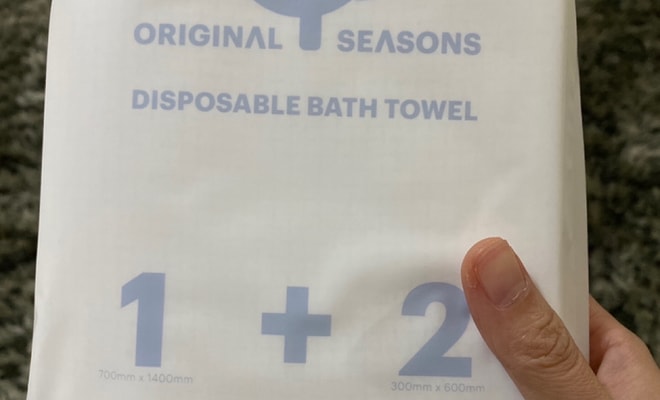 ORIGINAL SEASONS
DISPOSABLE BATH TOWEL
1 + 2
700mm x 1400mm 300mm x 600mm